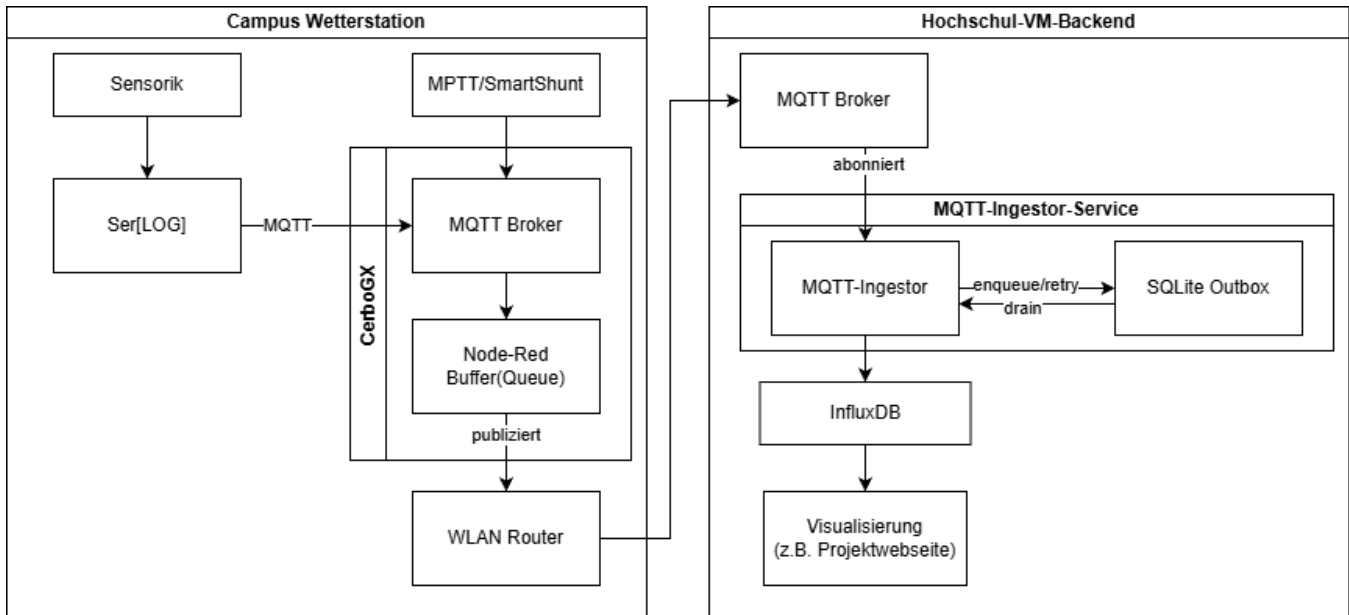 Campus Wetterstation
Sensorik
MPTT/SmartShunt
Ser[LOG]
MQTT
CerboGX
MQTT Broker
Node-Red
Buffer(Queue)
publiziert
WLAN Router
Hochschul-VM-Backend
MQTT Broker
abonniert
MQTT-Ingestor-Service
MQTT-Ingestor
enqueue/retry
drain
SQLite Outbox
InfluxDB
Visualisierung
(z.B. Projektwebseite)